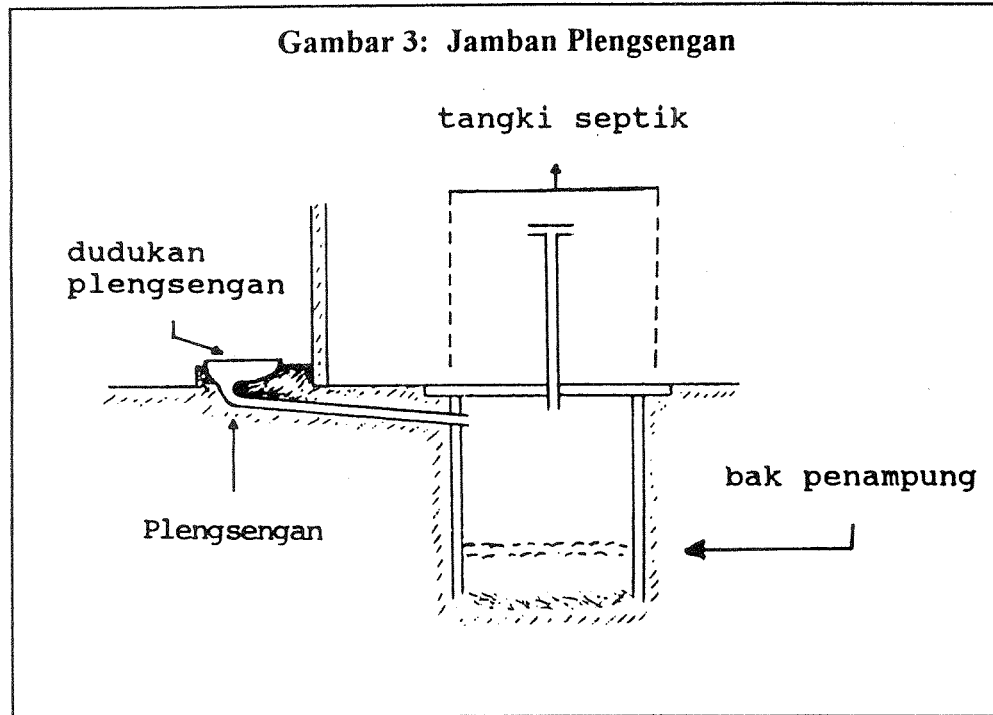 Gambar 3: Jamban Plengsengan
tangki septik
dudukan
plengsengan
bak penampung
Plengsengan